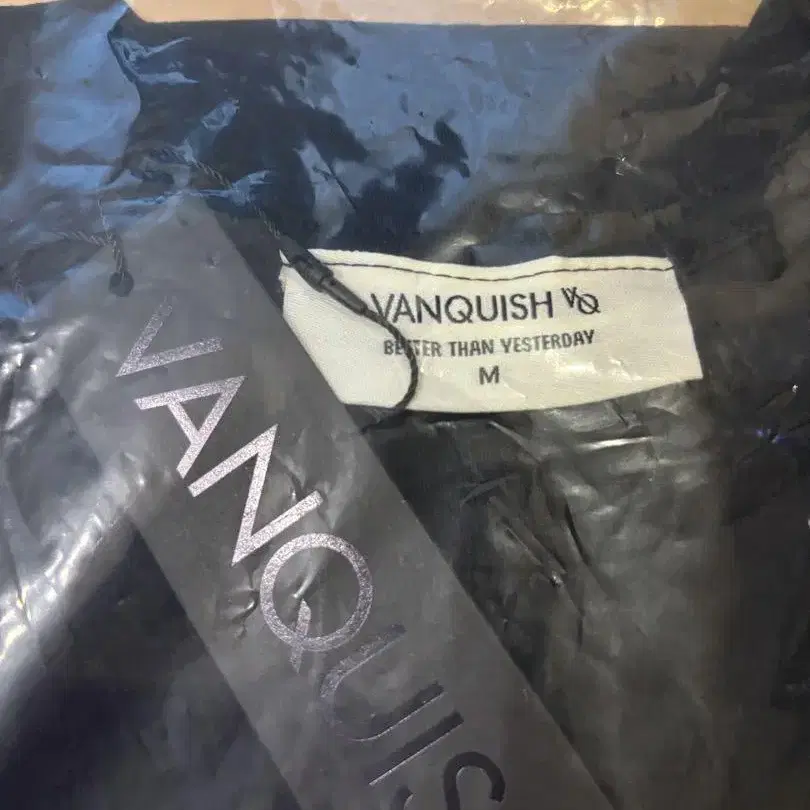 VANQUISH VQ
BETTER THAN YESTERDAY
M
VANQUIS